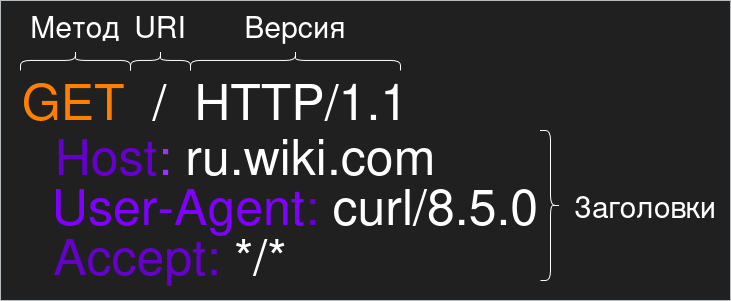 Метод URI Версия
GET / HTTP/1.1
Host: ru.wiki.com
User-Agent: curl/8.5.0
Заголовки
Accept: */*